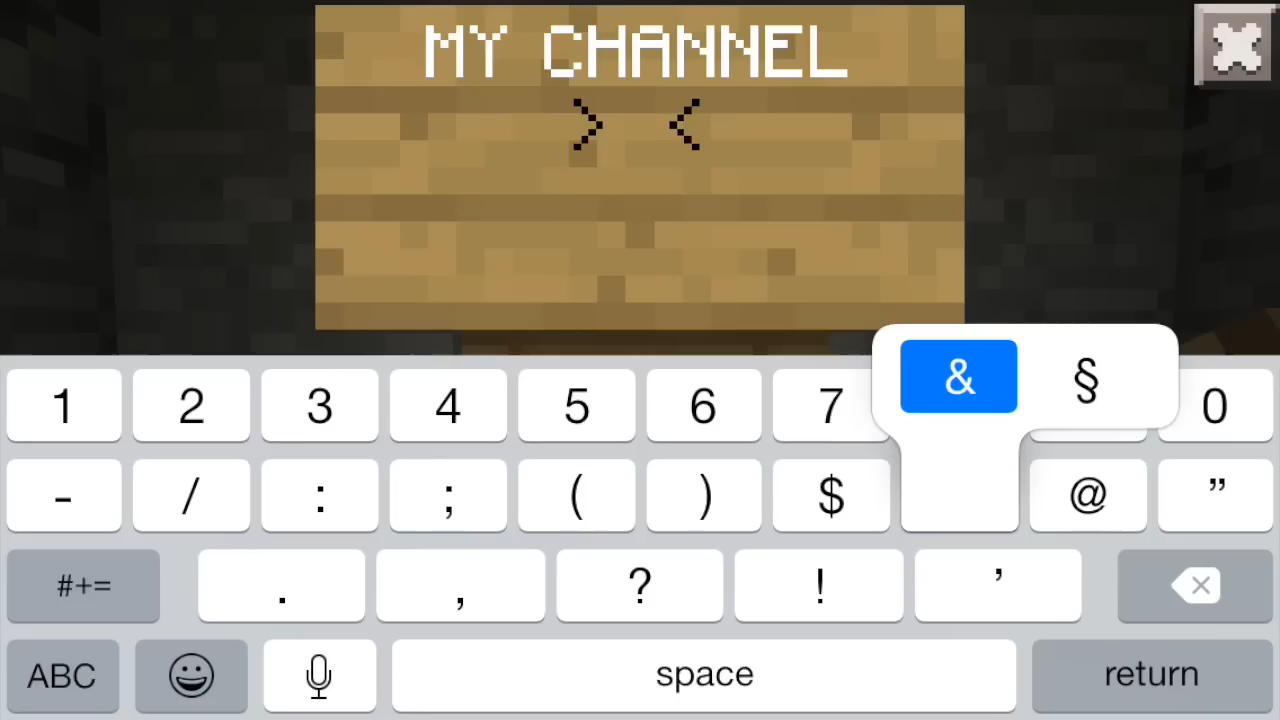 MY CHANNEL
> <
& §
1 2 3 4 5 6 7 0
- / : ; ( ) $ @ ”
#+= . , ? ! ’
ABC space return